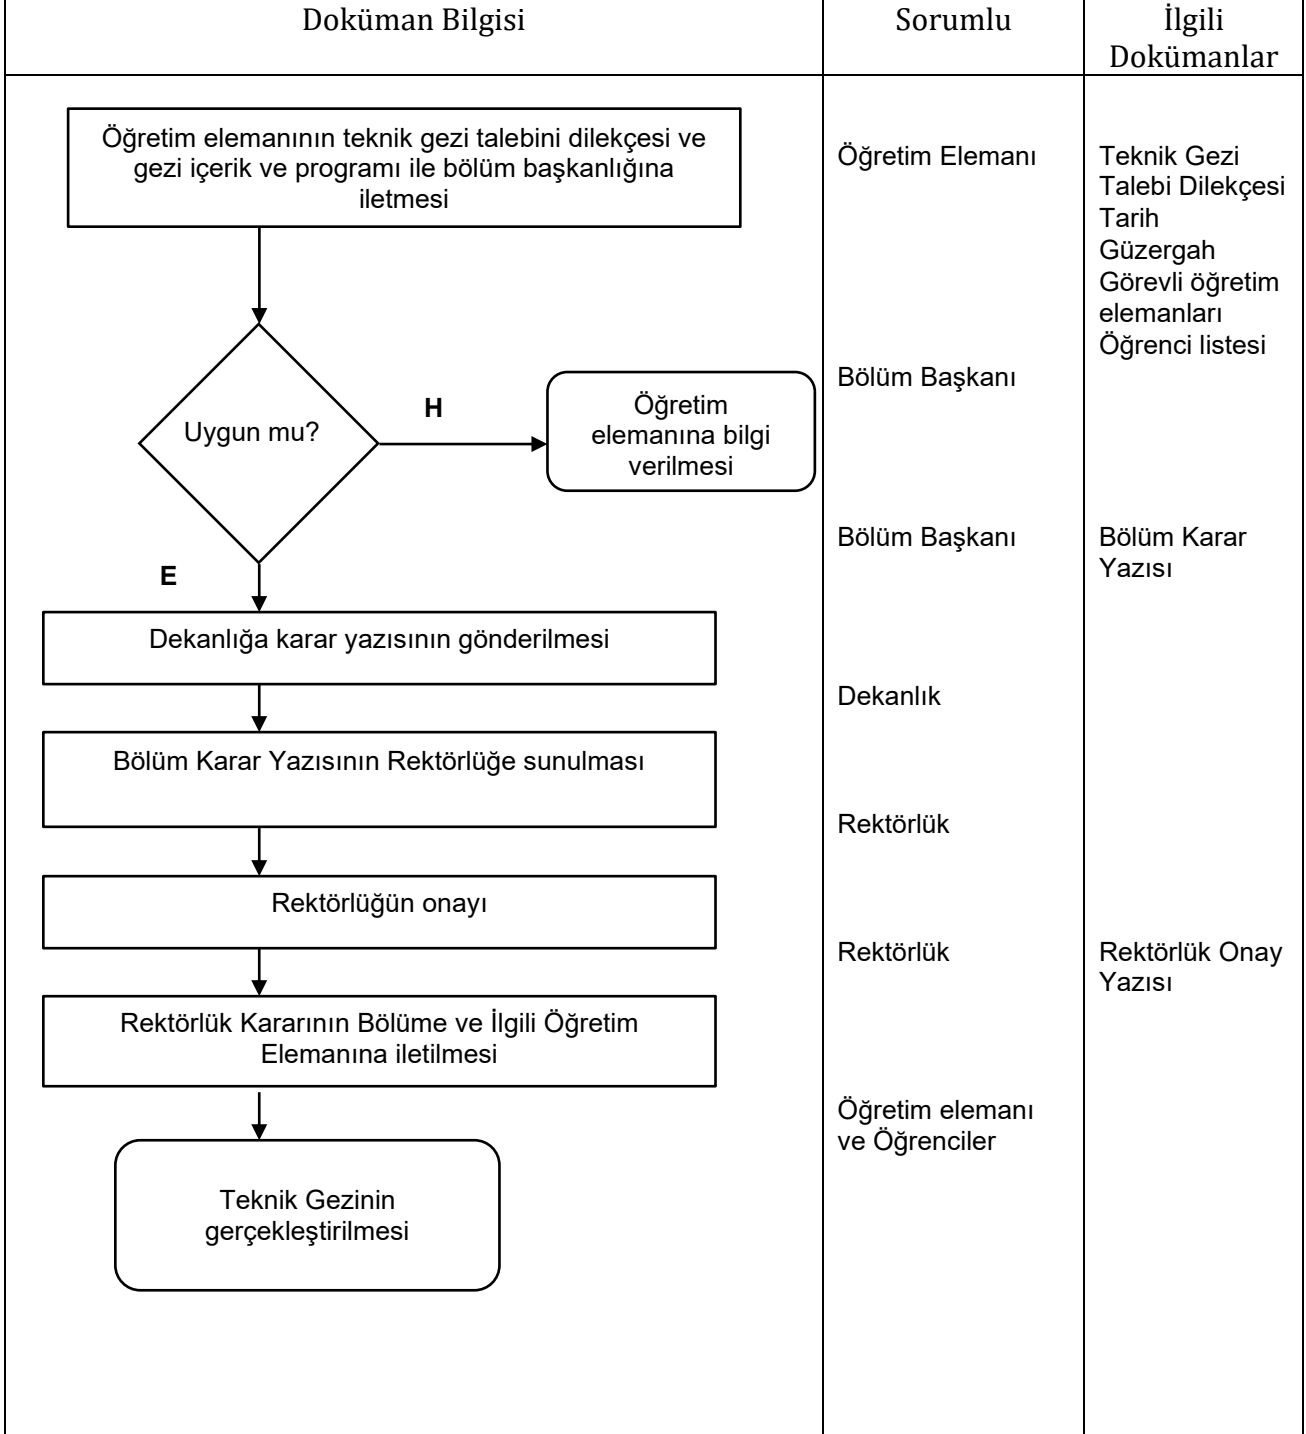 Doküman Bilgisi
Sorumlu
İlgili
Dokümanlar
Öğretim elemanının teknik gezi talebini dilekçesi ve
gezi içerik ve programı ile bölüm başkanlığına
iletmesi
Öğretim Elemanı
Teknik Gezi
Talebi Dilekçesi
Tarih
Güzergah
Görevli öğretim
elemanları
Öğrenci listesi
Uygun mu?
H
Öğretim
elemanına bilgi
verilmesi
Bölüm Başkanı
E
Bölüm Başkanı
Bölüm Karar
Yazısı
Dekanlığa karar yazısının gönderilmesi
Dekanlık
Bölüm Karar Yazısının Rektörlüğe sunulması
Rektörlük
Rektörlüğün onayı
Rektörlük
Rektörlük Onay
Yazısı
Rektörlük Kararının Bölüme ve İlgili Öğretim
Elemanına iletilmesi
Öğretim elemanı
ve Öğrenciler
Teknik Gezinin
gerçekleştirilmesi